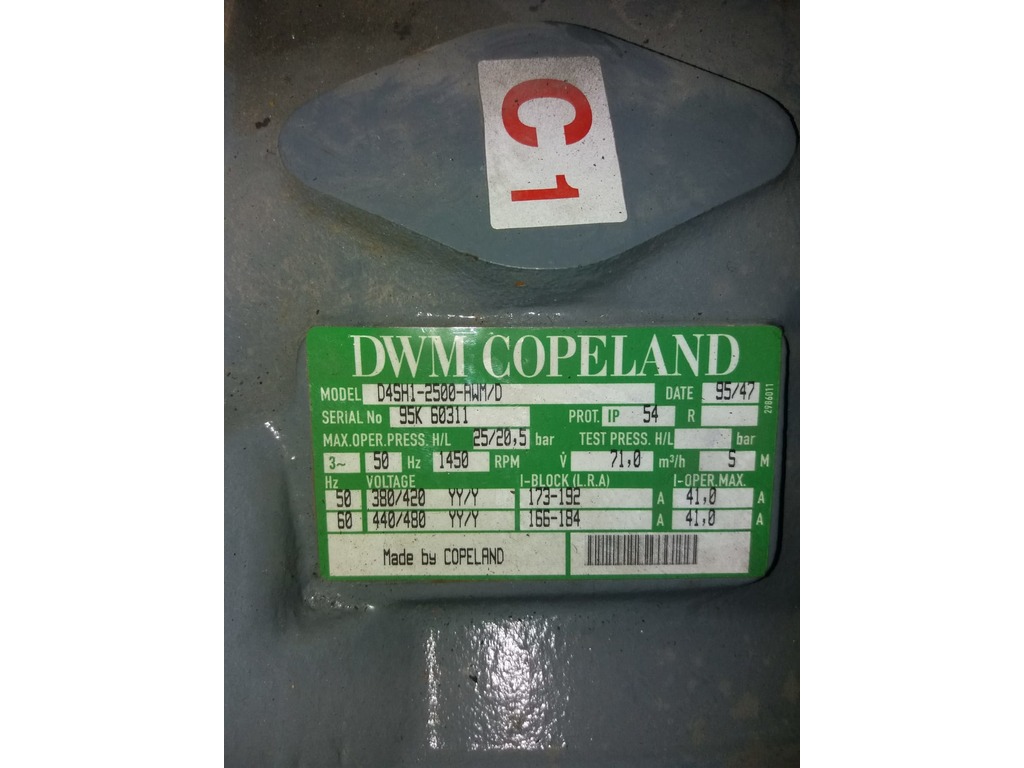 C1
DWM COPELAND
MODEL D4SH1-2500-AWM/D DATE 95/47
SERIAL No 95K 60311 PROT. IP 54 R
MAX.OPER.PRESS. H/L 25/20,5 bar TEST PRESS. H/L bar
3~ 50 Hz 1450 RPM V̇ 71,0 m³/h S M
Hz VOLTAGE I-BLOCK (L.R.A) I-OPER.MAX.
50 380/420 YY/Y 173-192 A 41,0 A
60 440/480 YY/Y 166-184 A 41,0 A
Made by COPELAND
2986011